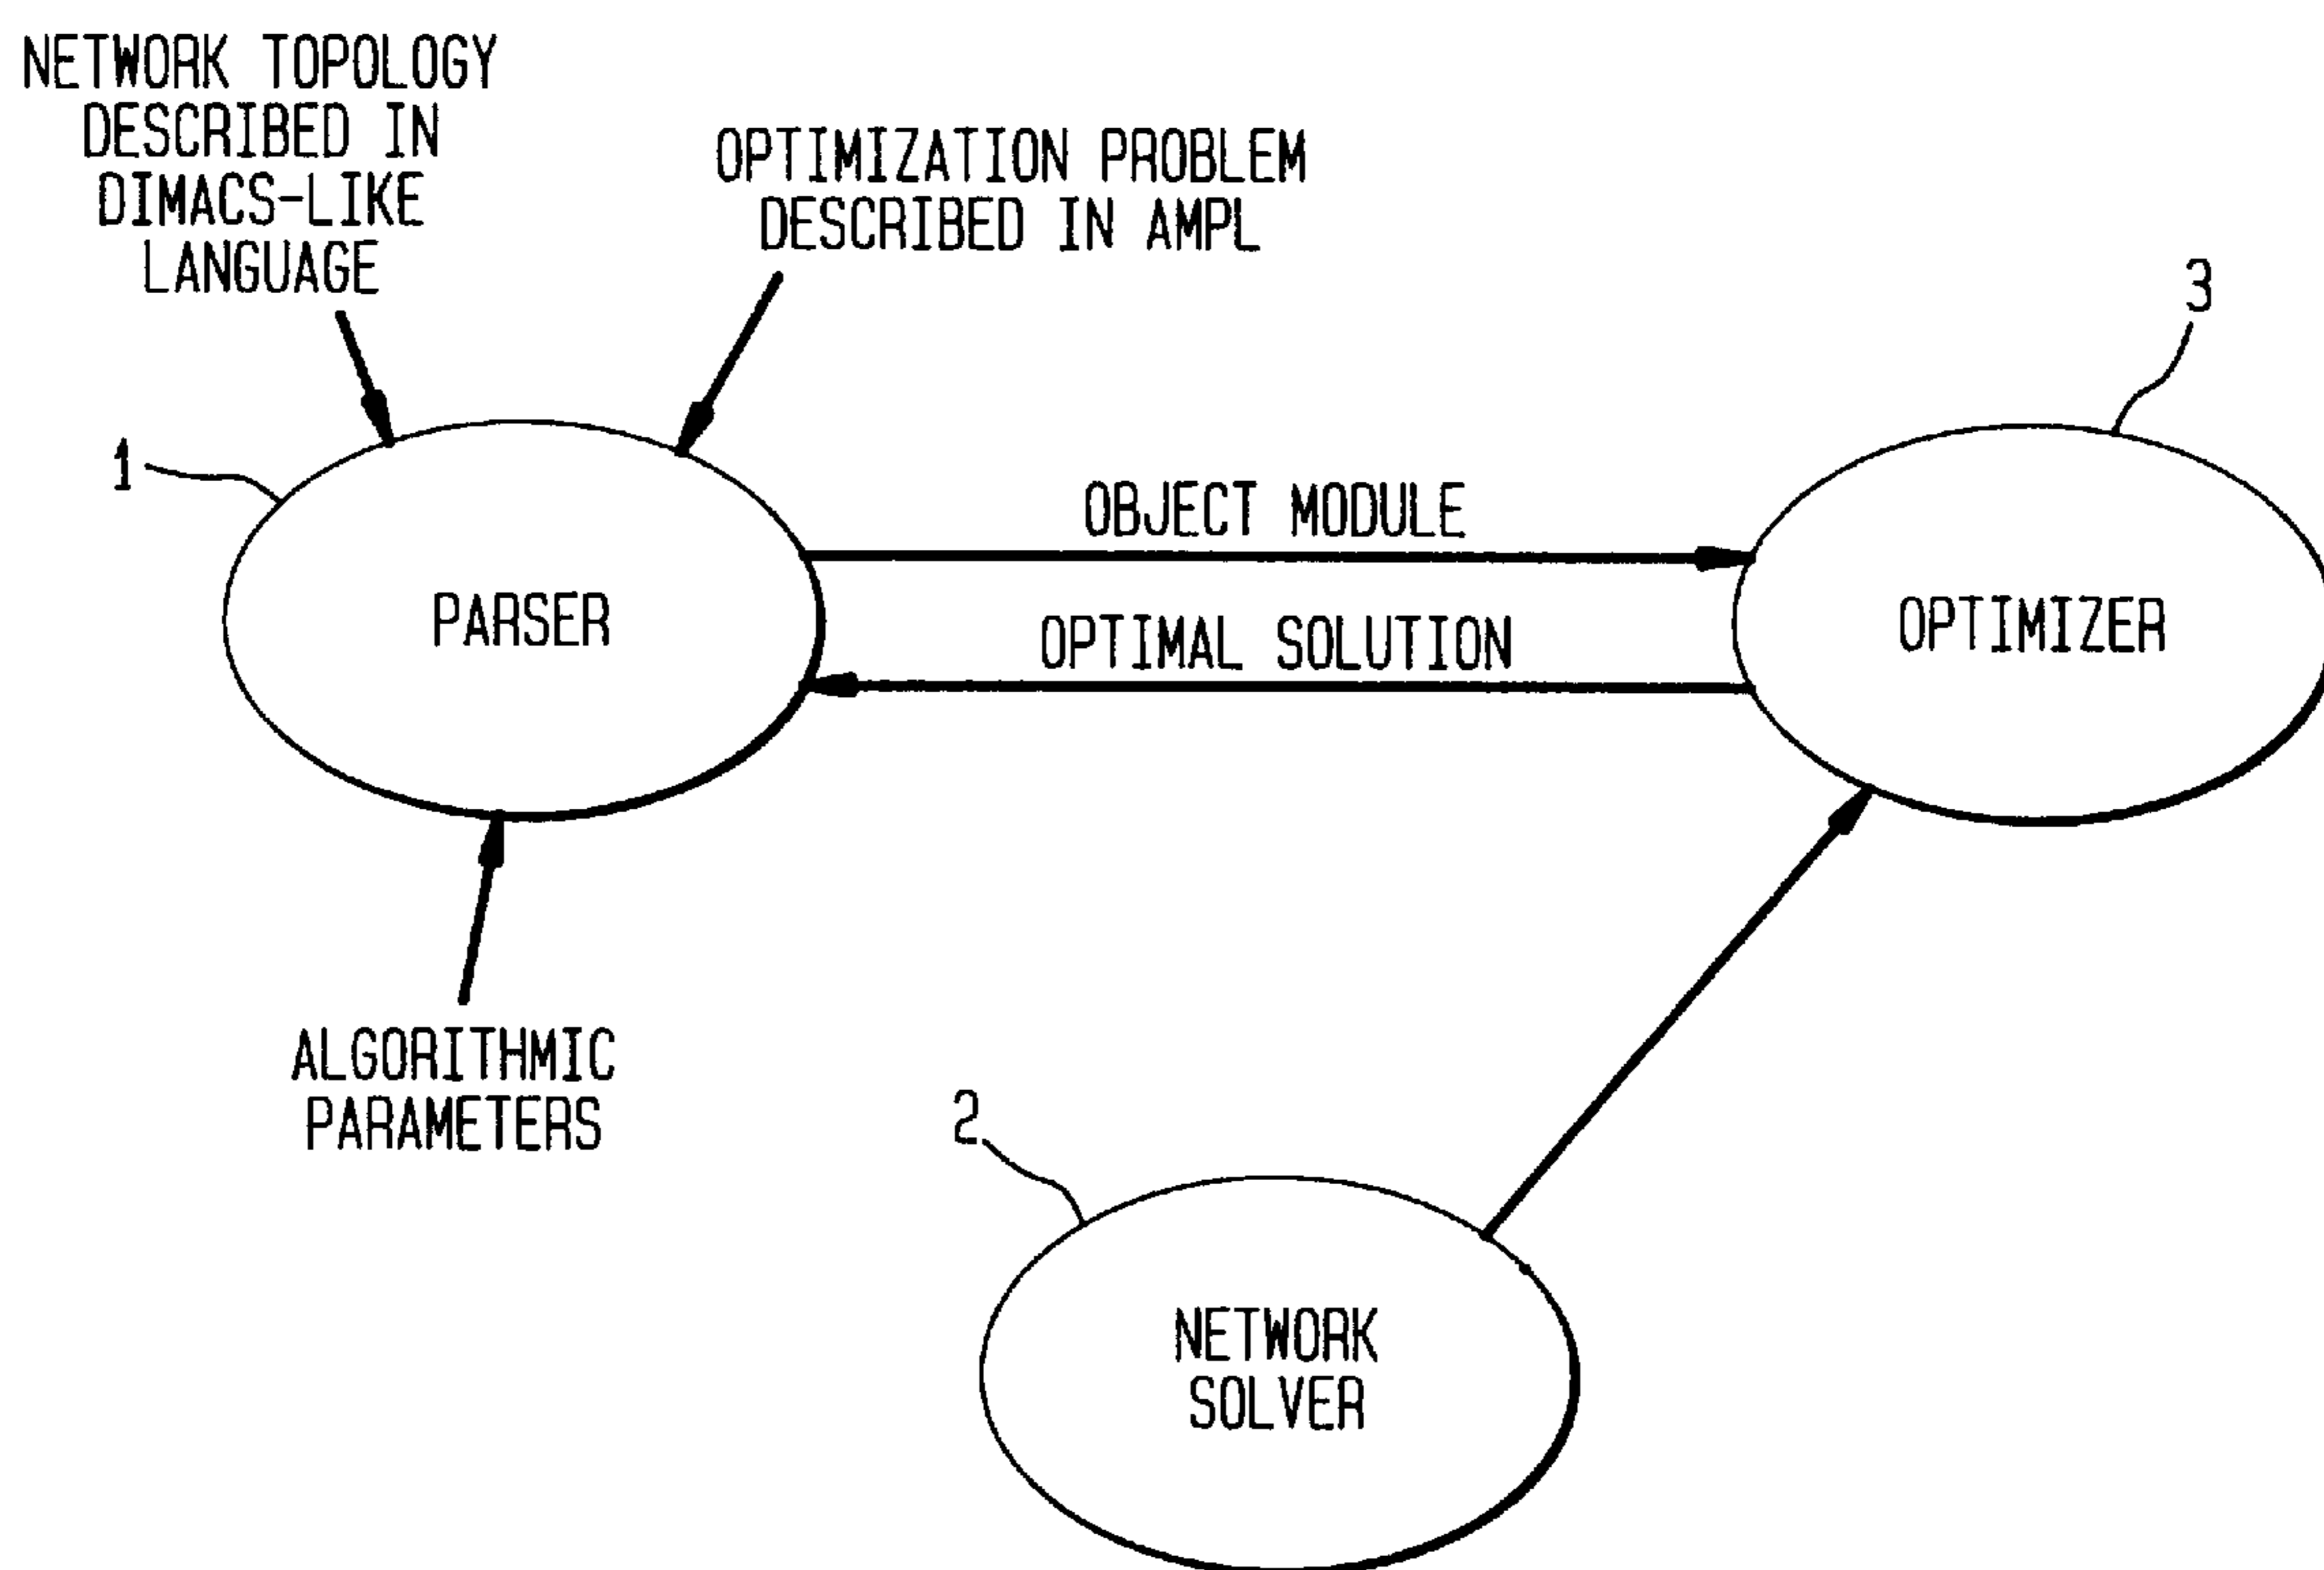 NETWORK TOPOLOGY
DESCRIBED IN
DIMACS-LIKE
LANGUAGE
OPTIMIZATION PROBLEM
DESCRIBED IN AMPL
3
1
OBJECT MODULE
PARSER
OPTIMIZER
OPTIMAL SOLUTION
ALGORITHMIC
PARAMETERS
2
NETWORK
SOLVER